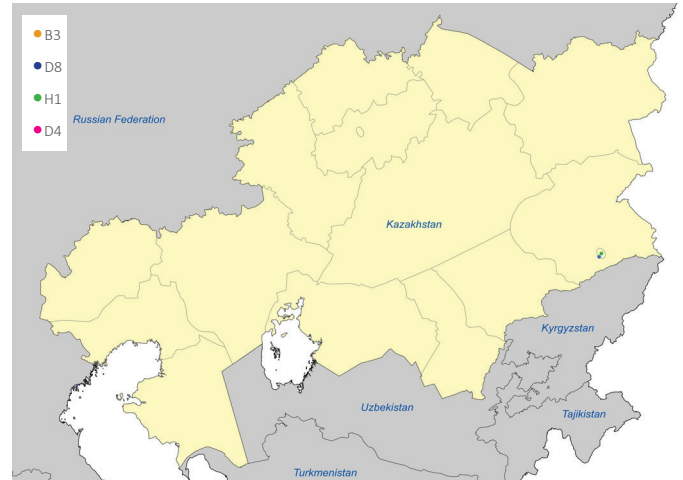 B3
D8
H1
D4
Russian Federation
Kazakhstan
Kyrgyzstan
Uzbekistan
Tajikistan
Turkmenistan